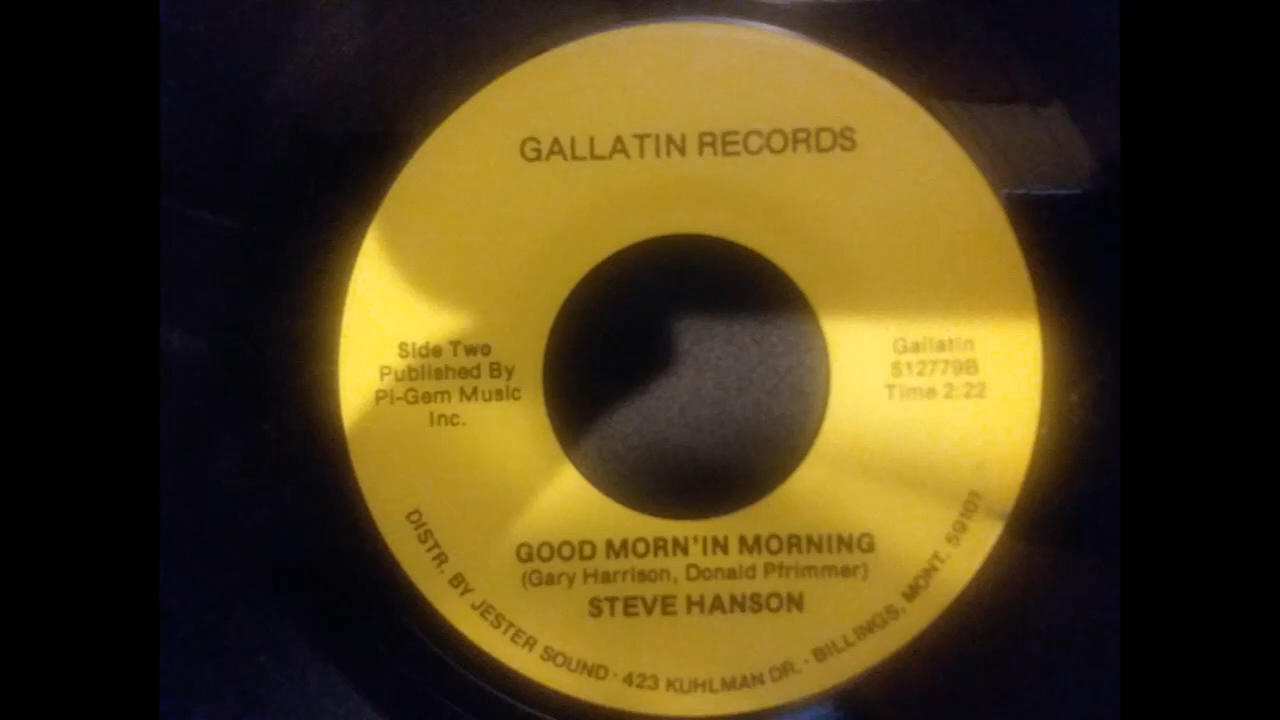 GALLATIN RECORDS
Side Two
Published By
Pi-Gem Music
Inc.
Gallatin
S12779B
Time 2:22
GOOD MORN'IN MORNING
(Gary Harrison, Donald Pfrimmer)
STEVE HANSON
DISTR. BY JESTER SOUND · 423 KUHLMAN DR. · BILLINGS, MONT. 59101